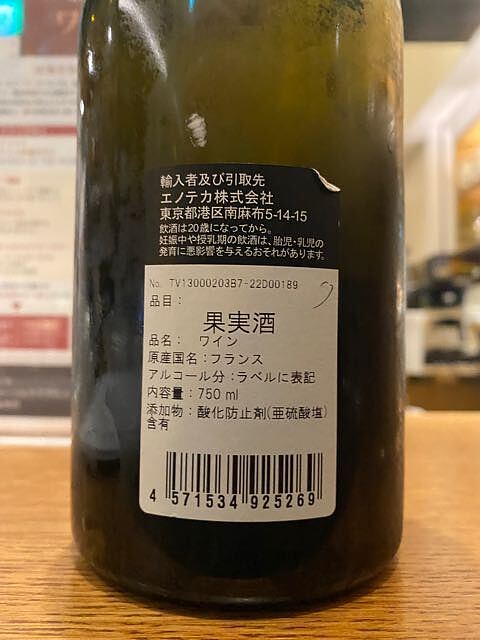 輸入者及び引取先
エノテカ株式会社
東京都港区南麻布5-14-15
飲酒は20歳になってから。
妊娠中や授乳期の飲酒は、胎児・乳児の
発育に悪影響を与えるおそれがあります。
No. TV13000203B7-22D00189
品目：
果実酒
品名： ワイン
原産国名：フランス
アルコール分：ラベルに表記
内容量：750 ml
添加物：酸化防止剤(亜硫酸塩)
含有
4 571534 925269